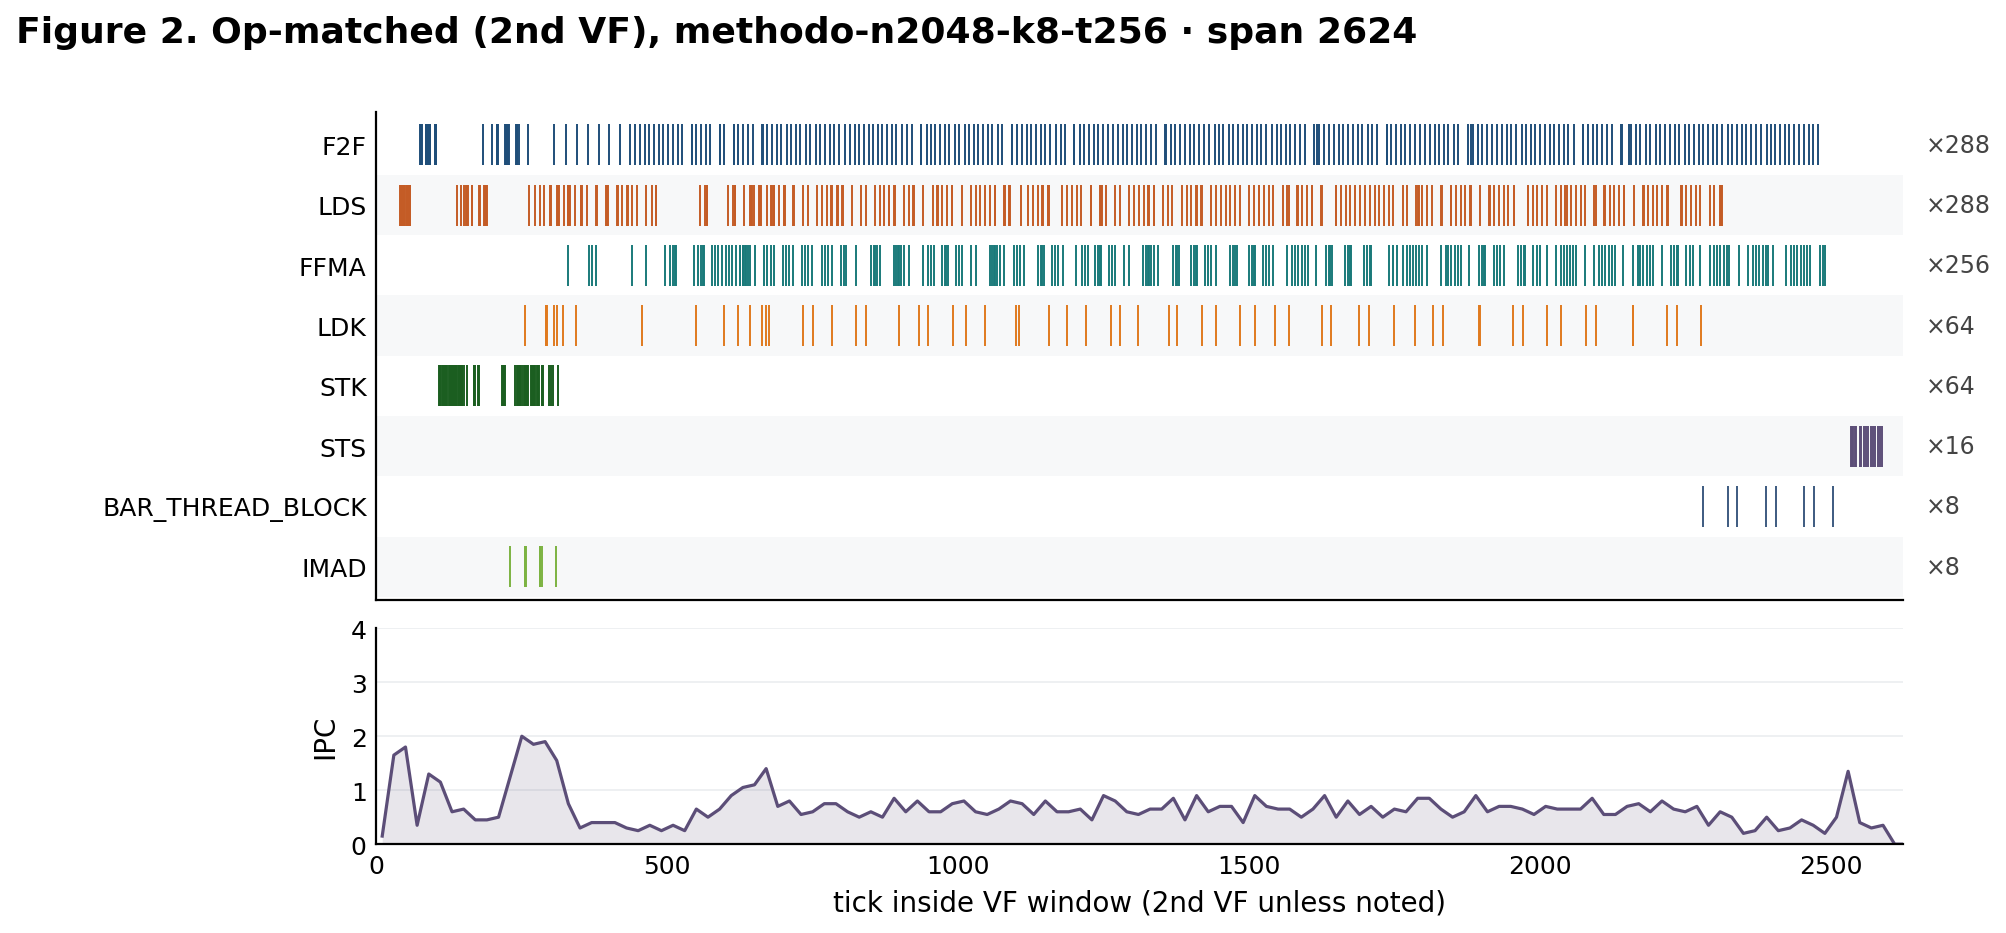 Figure 2. Op-matched (2nd VF), methodo-n2048-k8-t256 · span 2624
F2F ×288
LDS ×288
FFMA ×256
LDK ×64
STK ×64
STS ×16
BAR_THREAD_BLOCK ×8
IMAD ×8
4
3
2
1
0
IPC
0 500 1000 1500 2000 2500
tick inside VF window (2nd VF unless noted)